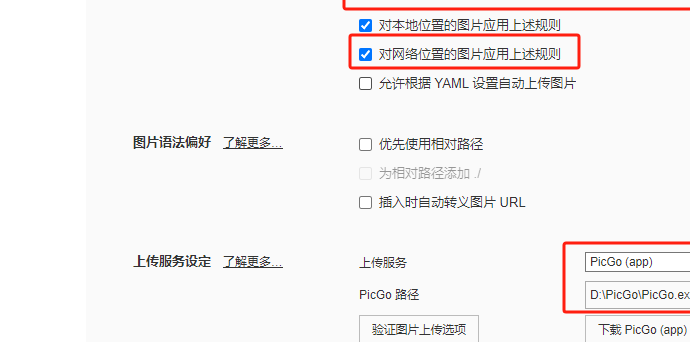 对本地位置的图片应用上述规则
对网络位置的图片应用上述规则
允许根据 YAML 设置自动上传图片
图片语法偏好 了解更多... 优先使用相对路径
为相对路径添加 ./
插入时自动转义图片 URL
上传服务设定 了解更多... 上传服务 PicGo (app)
PicGo 路径 D:\PicGo\PicGo.ex
验证图片上传选项 下载 PicGo (app)